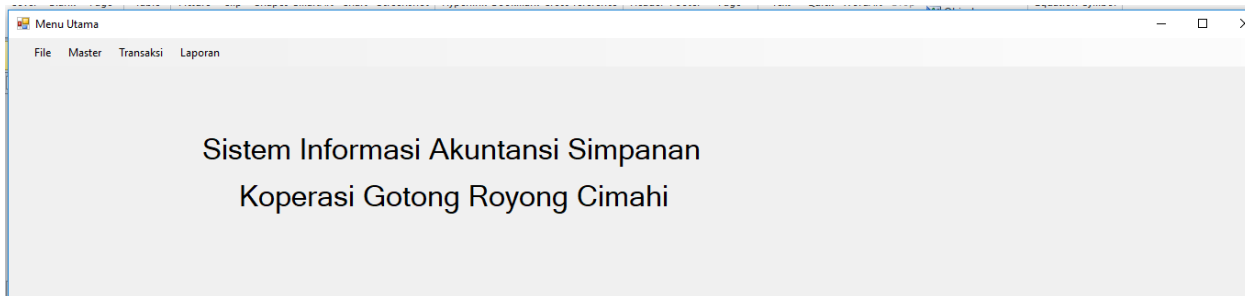 Menu Utama
File Master Transaksi Laporan
Sistem Informasi Akuntansi Simpanan
Koperasi Gotong Royong Cimahi